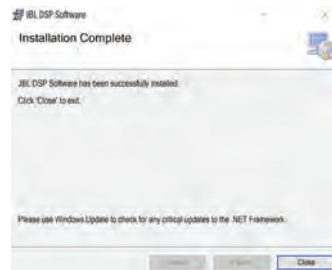 JBL DSP Software
Installation Complete
JBL DSP Software has been successfully installed.
Click 'Close' to exit.
Please use Windows Update to check for any critical updates to the .NET Framework.
Close